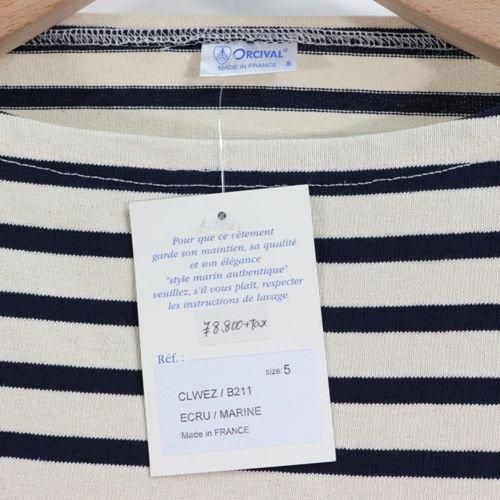 ORCIVAL®
MADE IN FRANCE S
Pour que ce vêtement
garde son maintien, sa qualité
et son élégance
"style marin authentique"
veuillez, s'il vous plaît, respecter
les instructions de lavage.
78.800+Tax
Réf. :
size: 5
CLWEZ / B211
ECRU / MARINE
Made in FRANCE